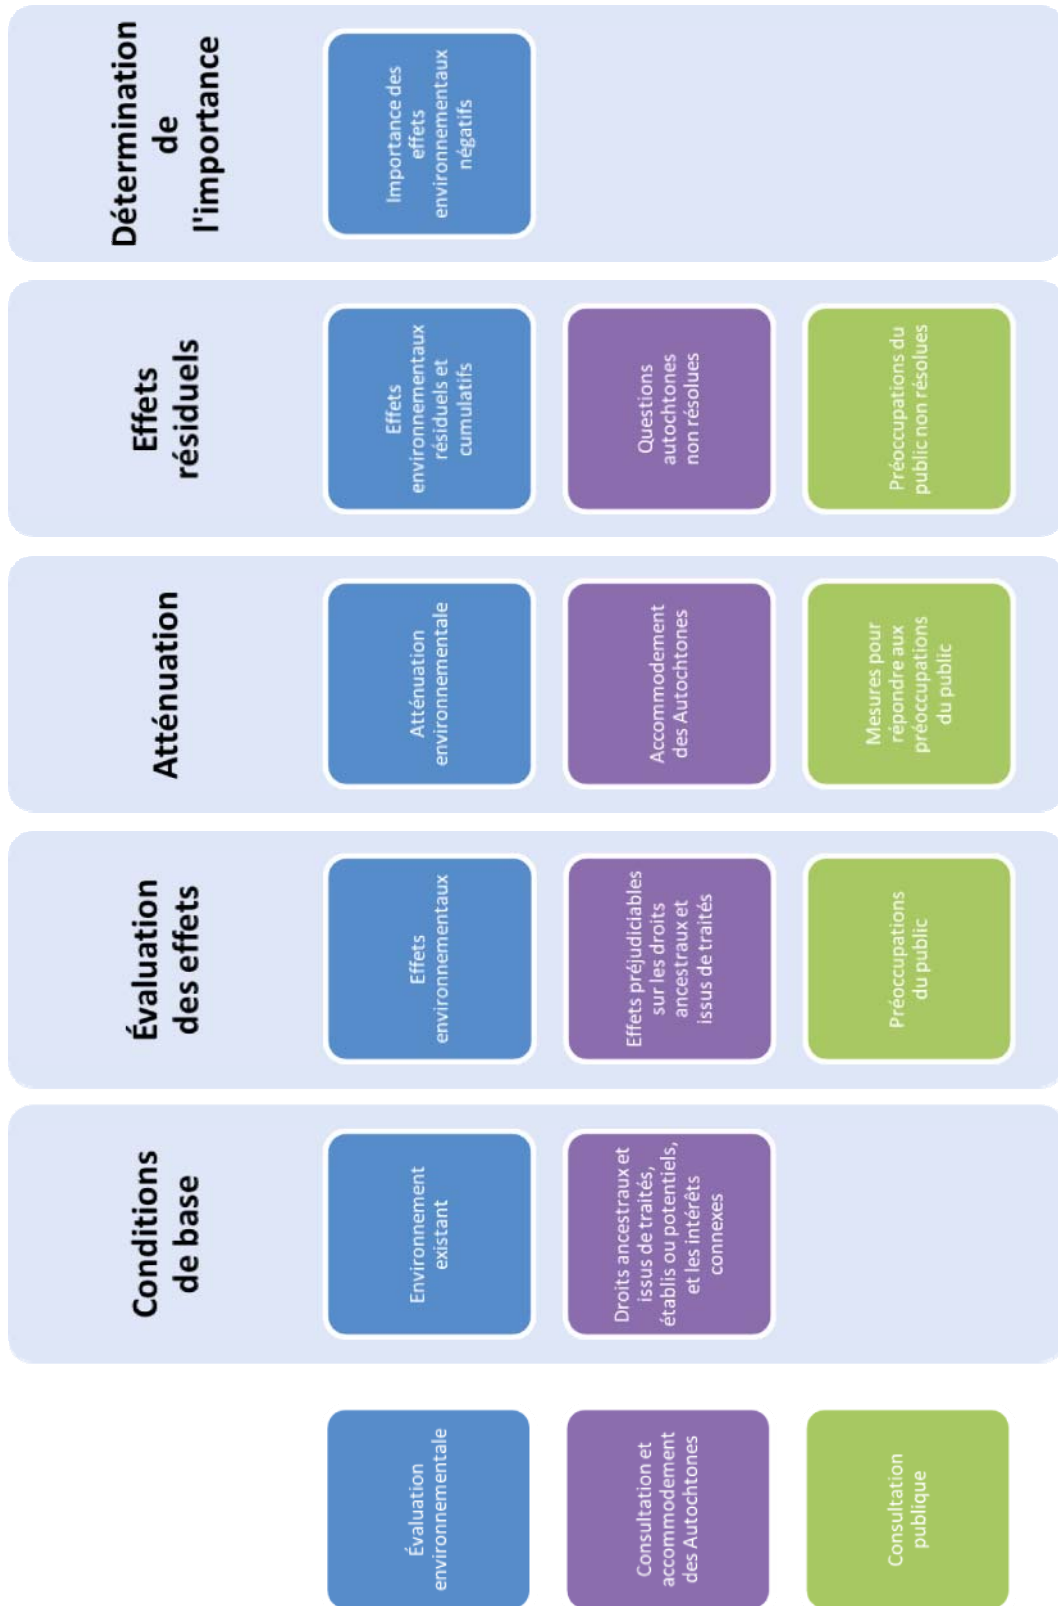 Conditions
de base
Évaluation
des effets
Atténuation
Effets
résiduels
Détermination
de
l'importance
Évaluation
environnementale
Environnement
existant
Effets
environnementaux
Atténuation
environnementale
Effets
environnementaux
résiduels et
cumulatifs
Importance des
effets
environnementaux
négatifs
Consultation et
accommodement
des Autochtones
Droits ancestraux et
issus de traités,
établis ou potentiels,
et les intérêts
connexes
Effets préjudiciables
sur les droits
ancestraux et
issus de traités
Accommodement
des Autochtones
Questions
autochtones
non résolues
Consultation
publique
Préoccupations
du public
Mesures pour
répondre aux
préoccupations
du public
Préoccupations du
public non résolues